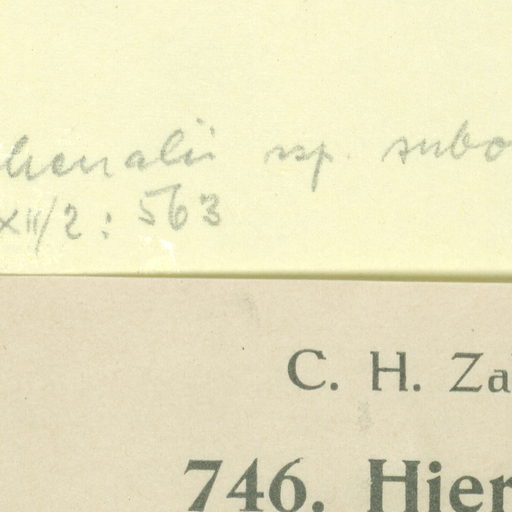 ssp. subo
XII/2: 563
C. H. Za
746. Hier